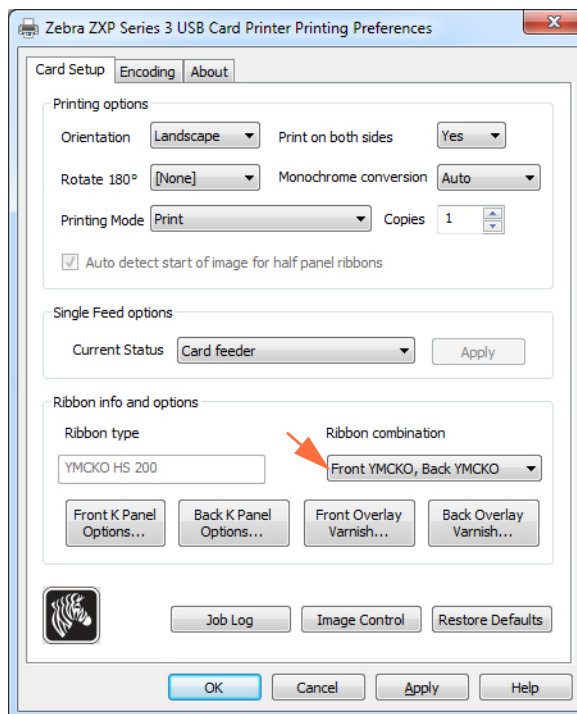 Zebra ZXP Series 3 USB Card Printer Printing Preferences
Card Setup Encoding About
Printing options
Orientation Landscape Print on both sides Yes
Rotate 180° [None] Monochrome conversion Auto
Printing Mode Print Copies 1
Auto detect start of image for half panel ribbons
Single Feed options
Current Status Card feeder Apply
Ribbon info and options
Ribbon type Ribbon combination
YMCKO HS 200 Front YMCKO, Back YMCKO
Front K Panel Back K Panel Front Overlay Back Overlay
Options... Options... Varnish... Varnish...
Job Log Image Control Restore Defaults
OK Cancel Apply Help